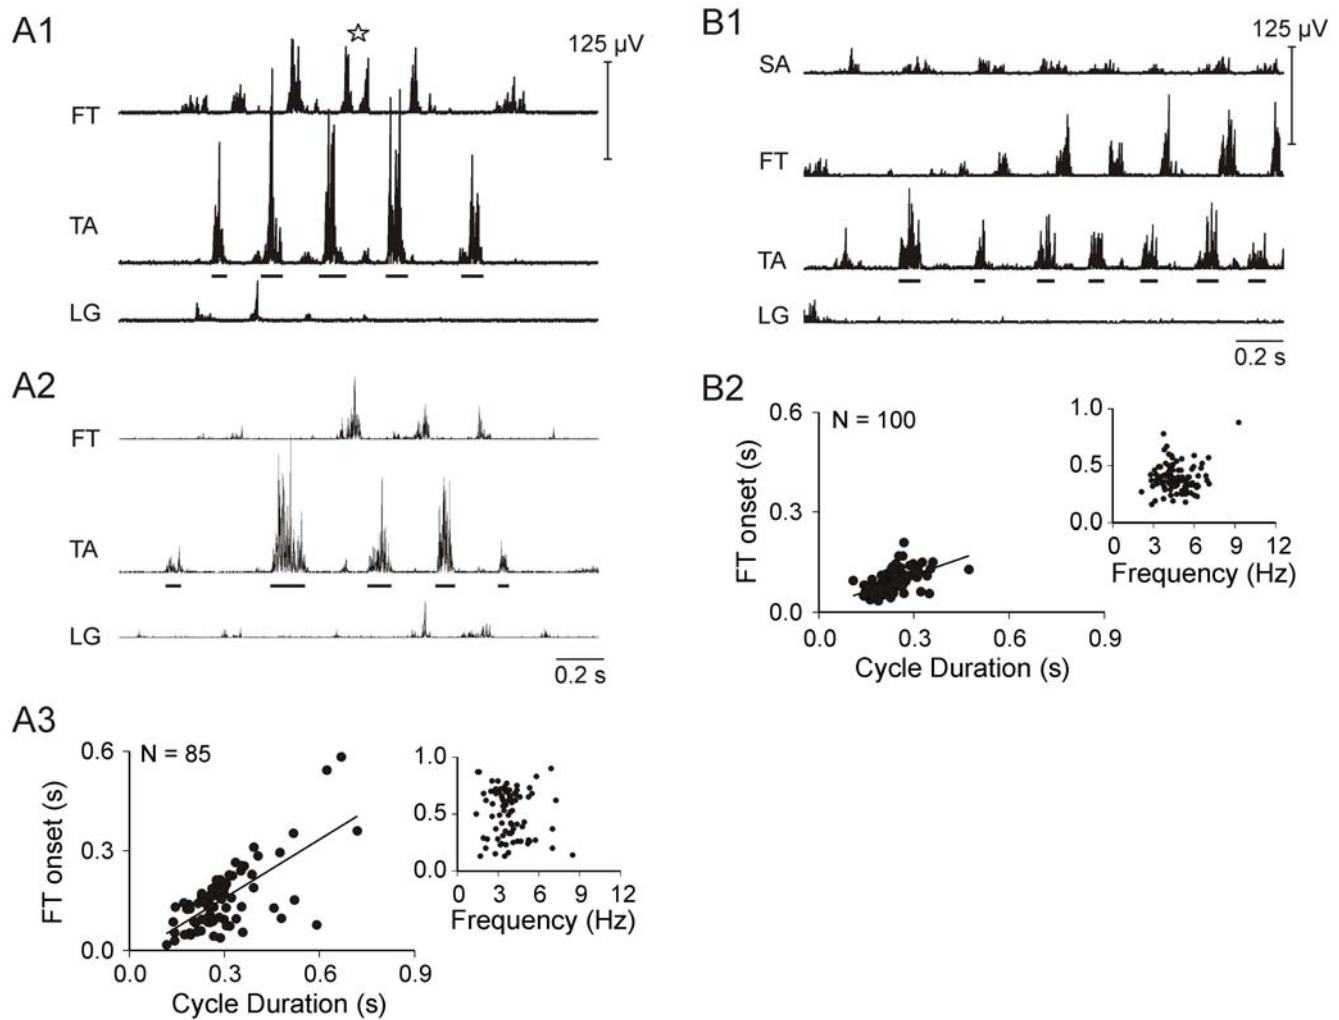 A1
125 µV
FT
TA
LG
A2
FT
TA
LG
0.2 s
A3
0.6
N = 85
0.3
0.0
FT onset (s)
0.0 0.3 0.6 0.9
Cycle Duration (s)
1.0
0.5
0.0
0 3 6 9 12
Frequency (Hz)
B1
125 µV
SA
FT
TA
LG
0.2 s
B2
0.6
N = 100
0.3
0.0
FT onset (s)
0.0 0.3 0.6 0.9
Cycle Duration (s)
1.0
0.5
0.0
0 3 6 9 12
Frequency (Hz)